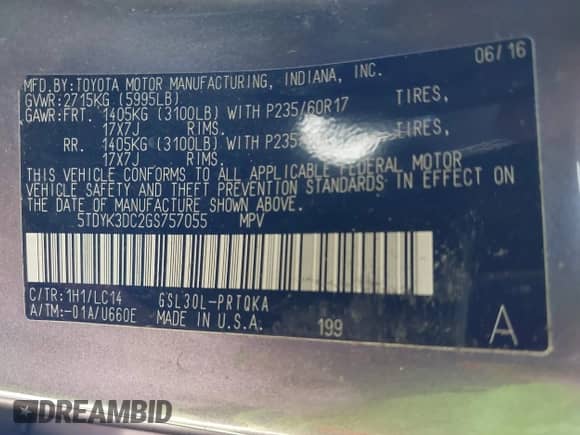 06/16
MFD.BY:TOYOTA MOTOR MANUFACTURING, INDIANA, INC.
GVWR:2715KG (5995LB)
GAWR:FRT. 1405KG (3100LB) WITH P235/60R17 TIRES,
17X7J RIMS.
RR. 1405KG (3100LB) WITH P235 TIRES,
17X7J RIMS.
THIS VEHICLE CONFORMS TO ALL APPLICABLE FEDERAL MOTOR
VEHICLE SAFETY AND THEFT PREVENTION STANDARDS IN EFFECT ON
THE DATE OF MANUFACTURE SHOWN ABOVE.
5TDYK3DC2GS757055 MPV
C/TR:1H1/LC14 GSL30L-PRTQKA
A/TM:-01A/U660E MADE IN U.S.A. 199 A
DREAMBID